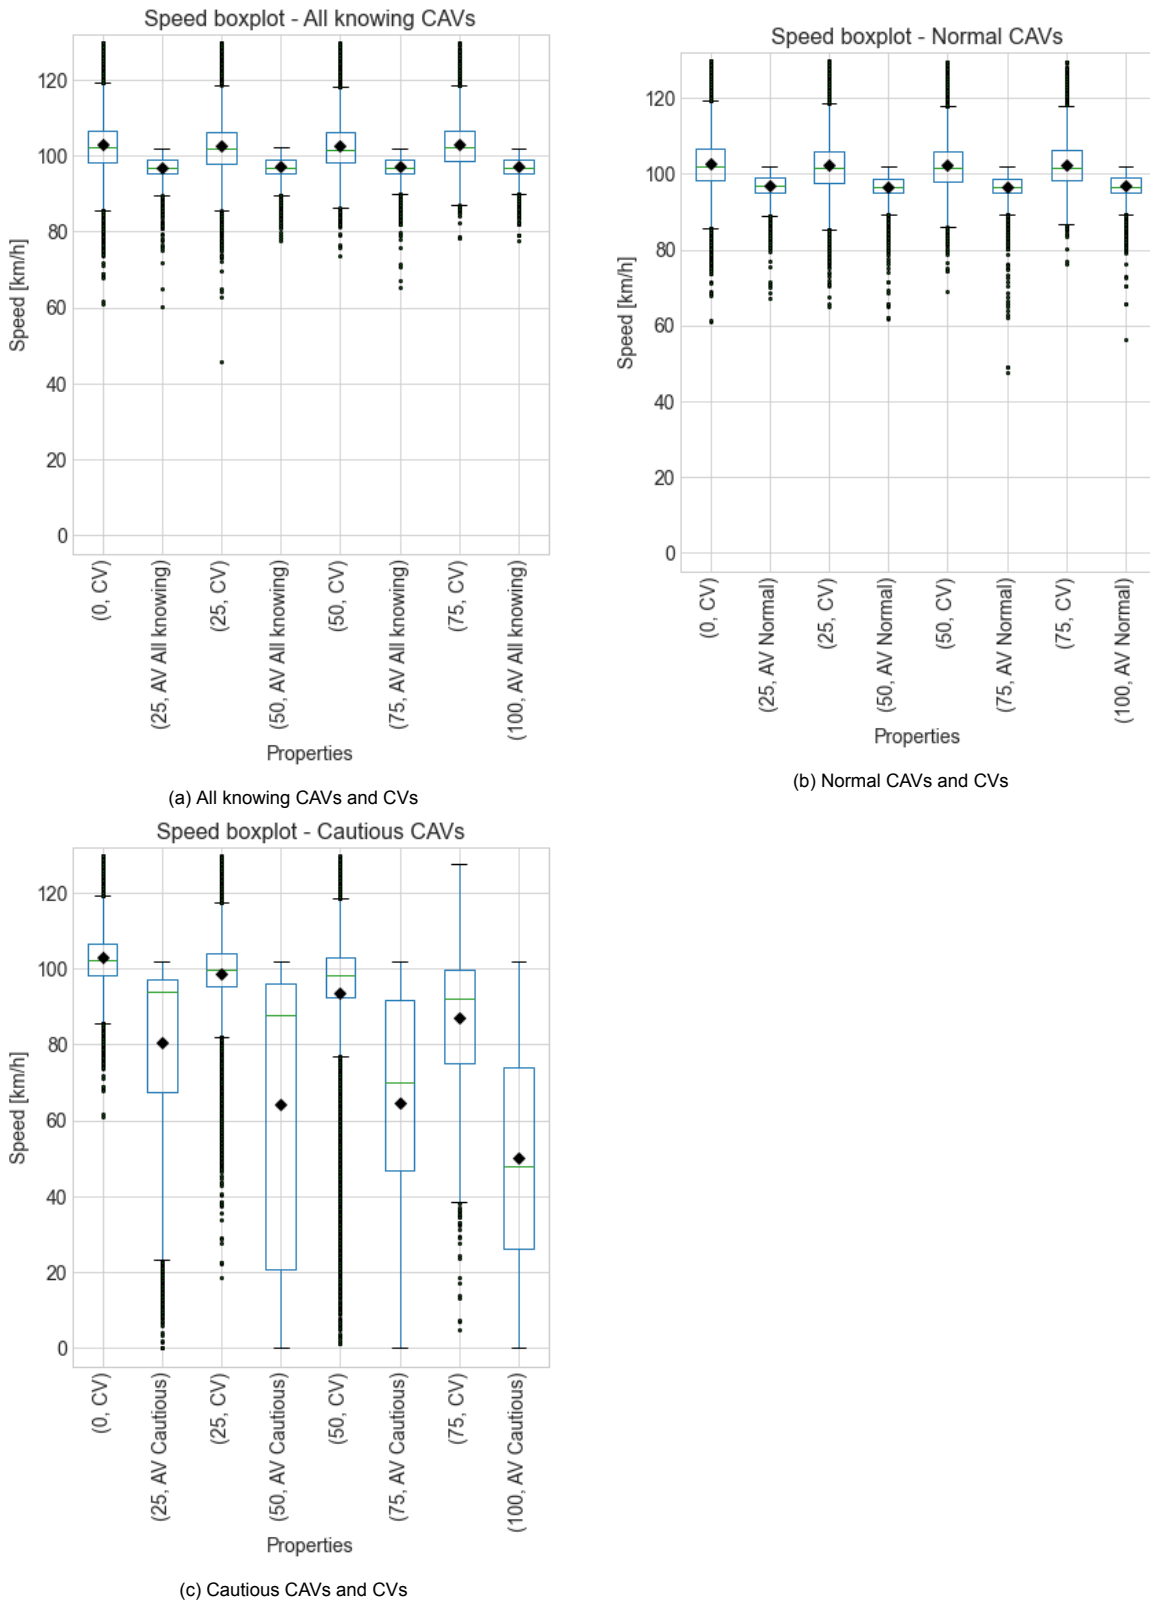 Speed boxplot - All knowing CAVs
120
100
80
60
40
20
0
Speed [km/h]
(0, CV)
(25, AV All knowing)
(25, CV)
(50, AV All knowing)
(50, CV)
(75, AV All knowing)
(75, CV)
(100, AV All knowing)
Properties
(a) All knowing CAVs and CVs
Speed boxplot - Normal CAVs
120
100
80
60
40
20
0
Speed [km/h]
(0, CV)
(25, AV Normal)
(25, CV)
(50, AV Normal)
(50, CV)
(75, AV Normal)
(75, CV)
(100, AV Normal)
Properties
(b) Normal CAVs and CVs
Speed boxplot - Cautious CAVs
120
100
80
60
40
20
0
Speed [km/h]
(0, CV)
(25, AV Cautious)
(25, CV)
(50, AV Cautious)
(50, CV)
(75, AV Cautious)
(75, CV)
(100, AV Cautious)
Properties
(c) Cautious CAVs and CVs